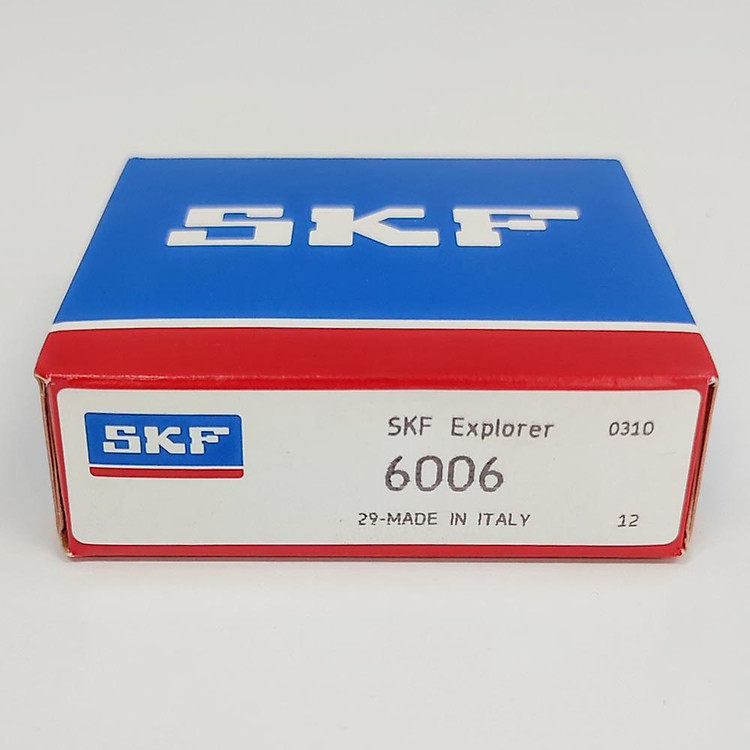 SKF
SKF
SKF Explorer 0310
6006
29-MADE IN ITALY 12